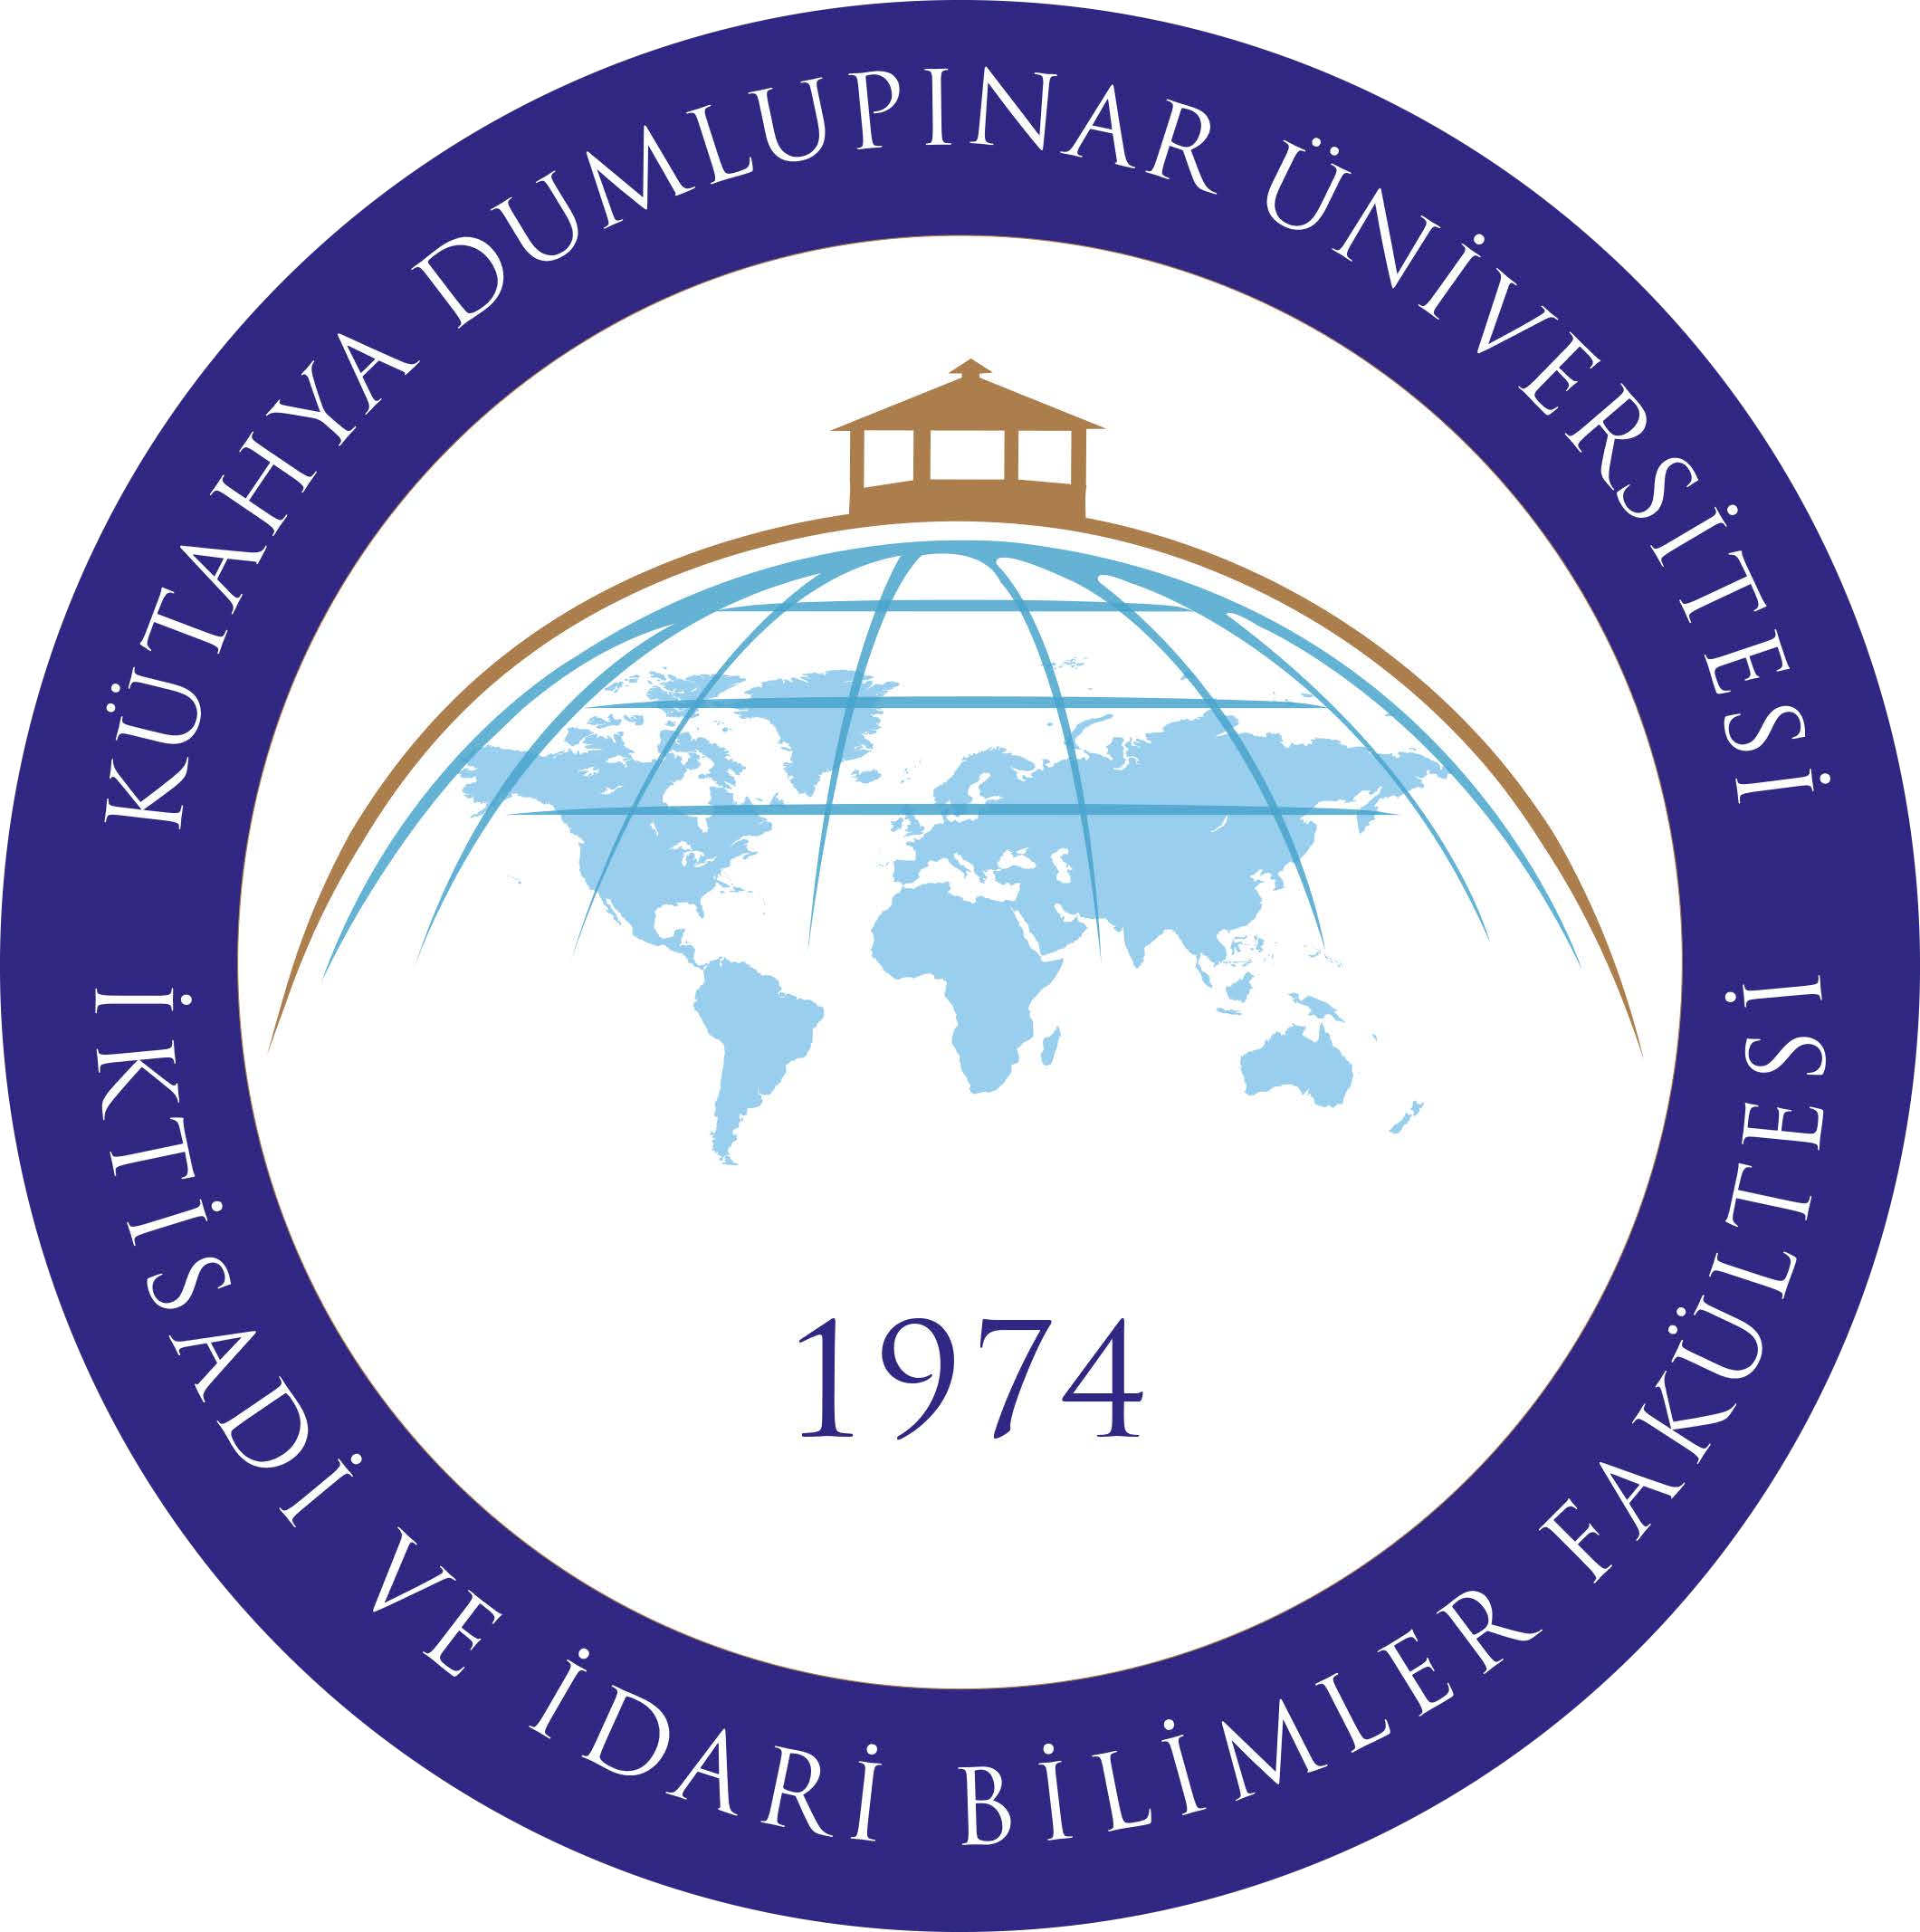 KÜTAHYA DUMLUPINAR ÜNİVERSİTESİ
1974
İKTİSADİ VE İDARİ BİLİMLER FAKÜLTESİ